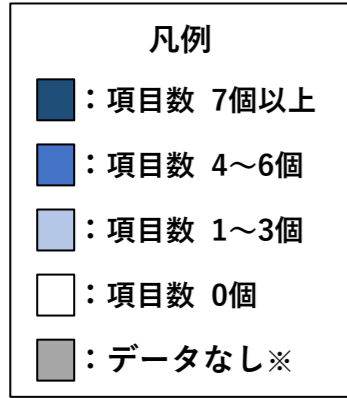 凡例
：項目数 7個以上
：項目数 4～6個
：項目数 1～3個
：項目数 0個
：データなし※